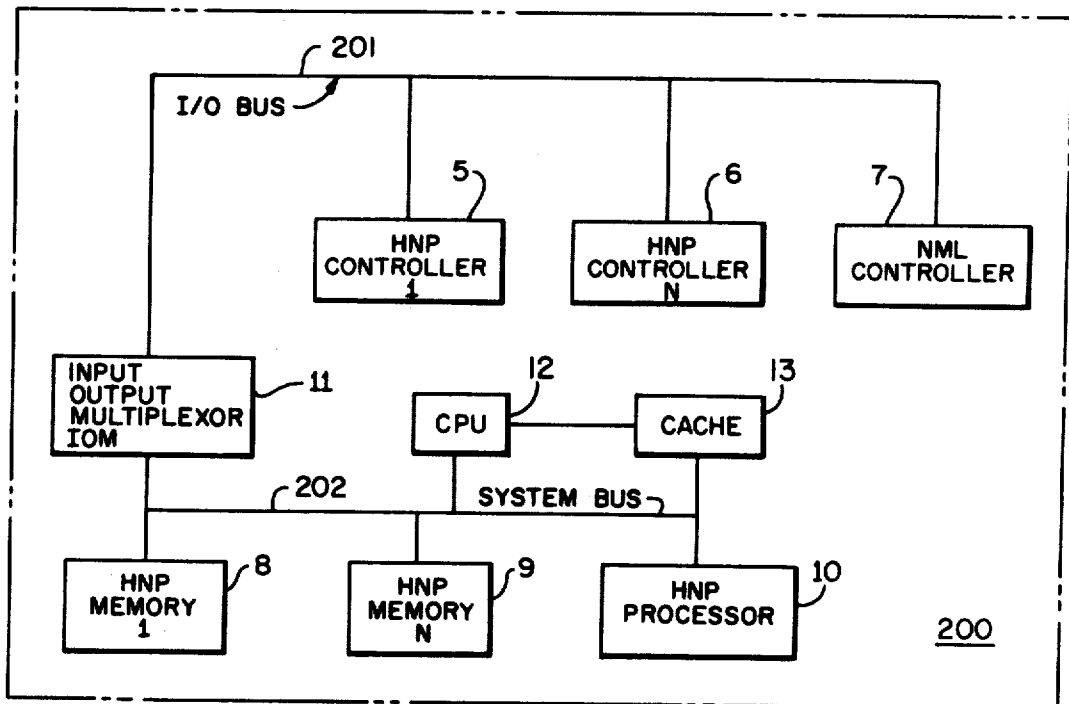 201
I/O BUS
5
6
7
HNP
CONTROLLER
1
HNP
CONTROLLER
N
NML
CONTROLLER
INPUT
OUTPUT
MULTIPLEXOR
IOM
11
12
13
CPU
CACHE
202
SYSTEM BUS
8
9
10
HNP
MEMORY
1
HNP
MEMORY
N
HNP
PROCESSOR
200